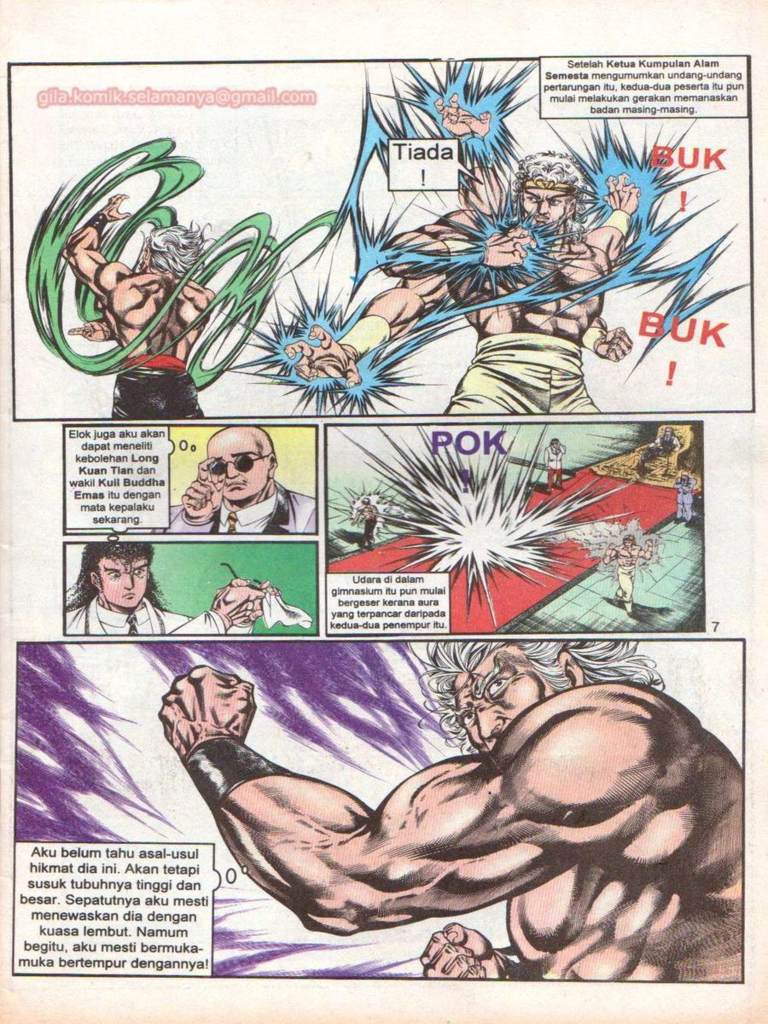 gila.komik.selamanya@gmail.com
Setelah Ketua Kumpulan Alam
Semesta mengumumkan undang-undang
pertarungan itu, kedua-dua peserta itu pun
mulai melakukan gerakan memanaskan
badan masing-masing.
Tiada
!
BUK
!
BUK
!
Elok juga aku akan
dapat meneliti
kebolehan Long
Kuan Tian dan
wakil Kuil Buddha
Emas itu dengan
mata kepalaku
sekarang.
POK
!
Udara di dalam
gimnasium itu pun
bergeser kerana aura
yang terpancar daripada
kedua-dua penempur itu.
7
Aku belum tahu asal-usul
hikmat dia ini. Akan tetapi
susuk tubuhnya tinggi dan
besar. Sepatutnya aku mesti
menewaskan dia dengan
kuasa lembut. Namum
begitu, aku mesti bermuka-
muka bertempur dengannya!